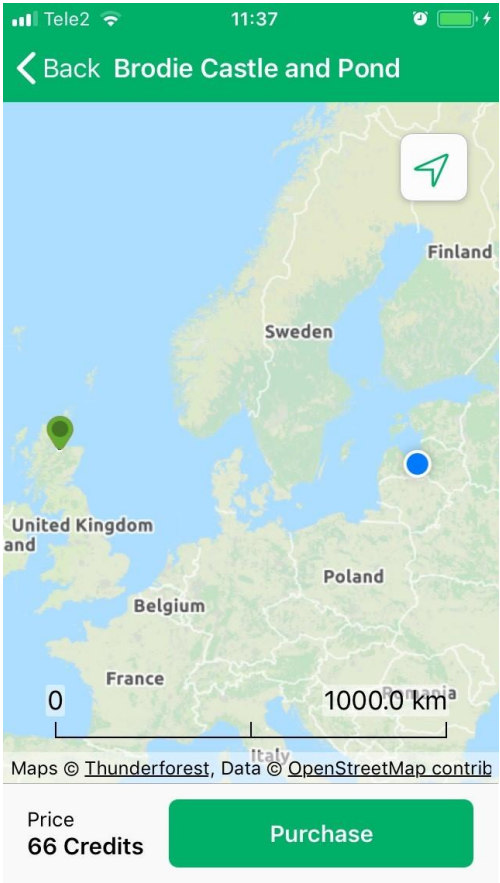 Tele2 11:37
Back Brodie Castle and Pond
Finland
Sweden
United Kingdom
and
Poland
Belgium
France
Romania
0 1000.0 km
Italy
Maps © Thunderforest, Data © OpenStreetMap contrib
Price
66 Credits
Purchase